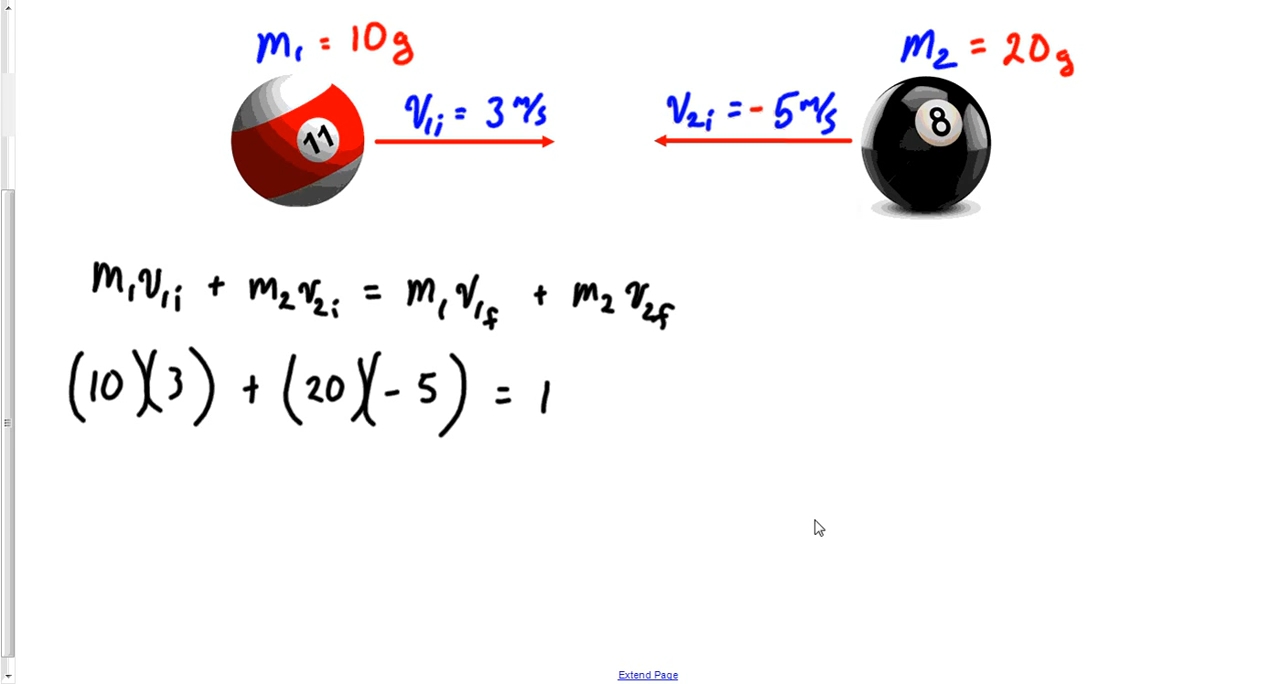 m₁ = 10g
m₂ = 20g
v₁ᵢ = 3 m/s
v₂ᵢ = - 5 m/s
11
8
m₁v₁ᵢ + m₂v₂ᵢ = m₁v₁f + m₂v₂f
(10)(3) + (20)(-5) = 1
Extend Page